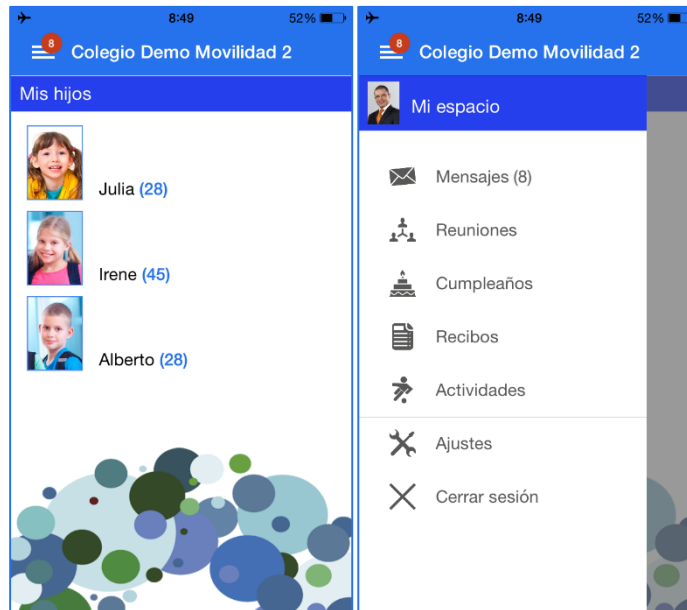 8:49
52%
8
Colegio Demo Movilidad 2
Mis hijos
Julia (28)
Irene (45)
Alberto (28)
8:49
52%
8
Colegio Demo Movilidad 2
Mi espacio
Mensajes (8)
Reuniones
Cumpleaños
Recibos
Actividades
Ajustes
Cerrar sesión